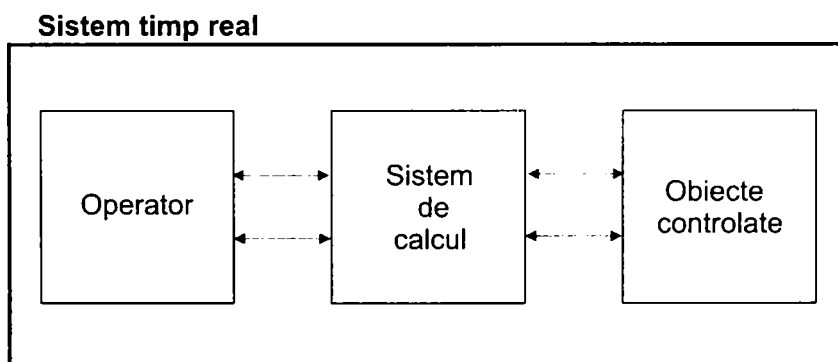 Sistem timp real
Operator
Sistem
de
calcul
Obiecte
controlate